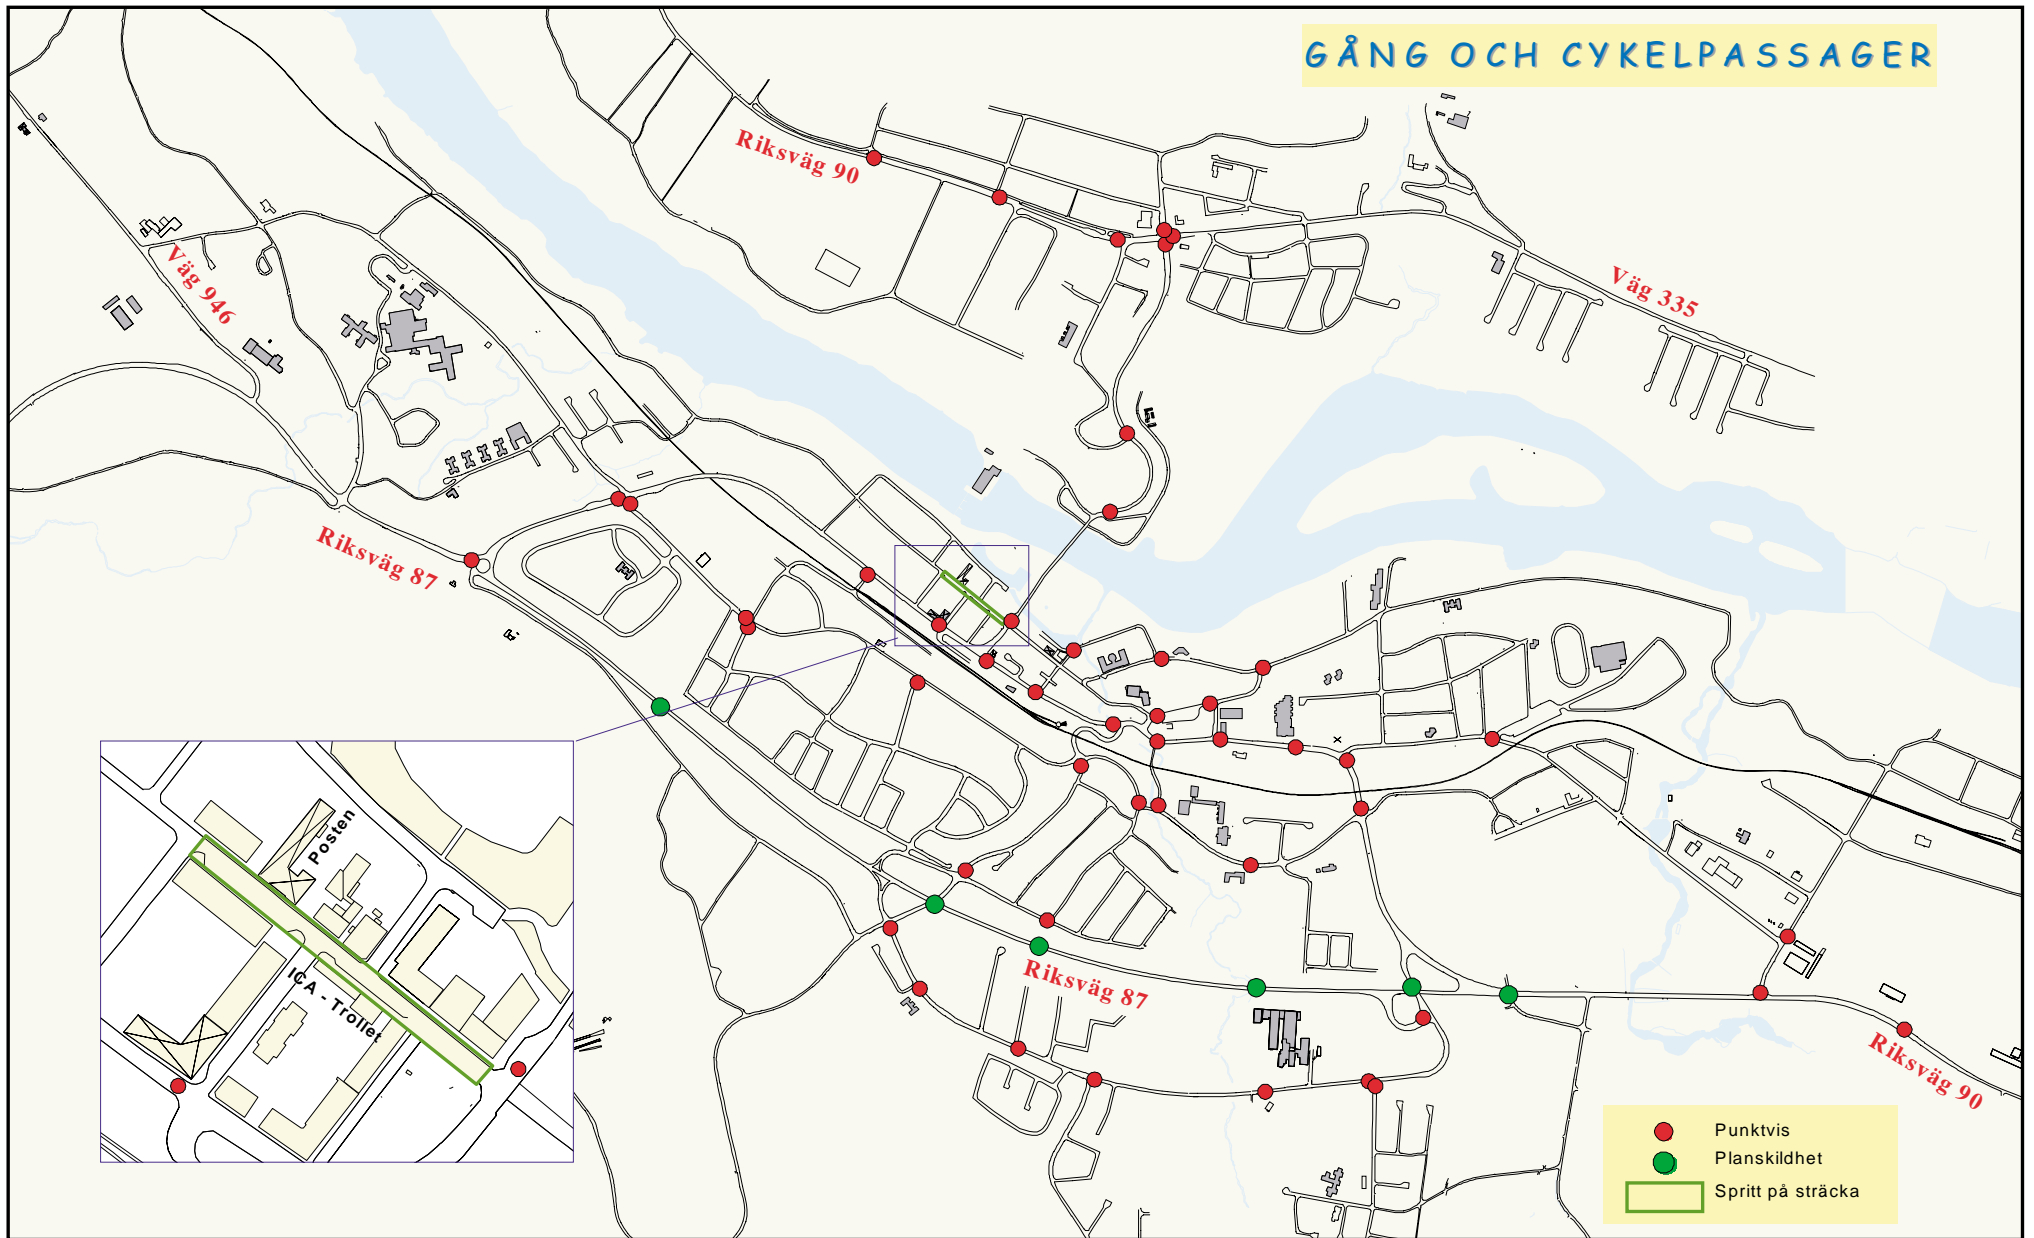 GÅNG OCH CYKELPASSAGER
Riksväg 90
Väg 946
Väg 335
Riksväg 87
Posten
ICA - Trollet
Riksväg 87
Riksväg 90
Punktvis
Planskildhet
Spritt på sträcka